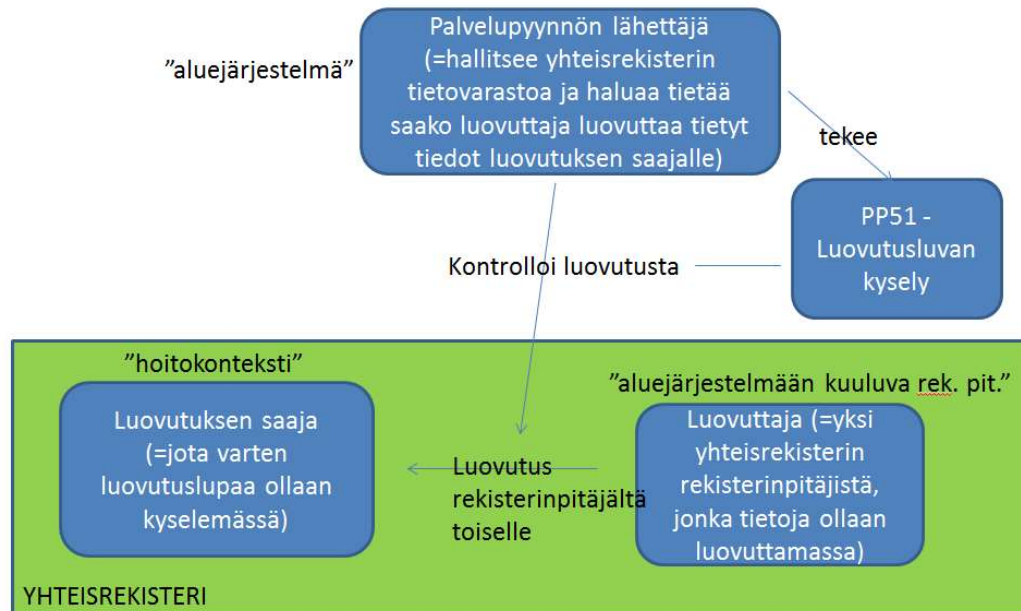 Palvelupyynnön lähettäjä
(=hallitsee yhteisrekisterin
tietovarastoa ja haluaa tietää
saako luovuttaja luovuttaa tietyt
tiedot luovutuksen saajalle)
”aluejärjestelmä”
tekee
PP51 -
Luovutusluvan
kysely
Kontrolloi luovutusta
”hoitokonteksti”
Luovutuksen saaja
(=jota varten
luovutuslupaa ollaan
kyselemässä)
Luovutus
rekisterinpitäjältä
toiselle
”aluejärjestelmään kuuluva rek. pit.”
Luovuttaja (=yksi
yhteisrekisterin
rekisterinpitäjistä,
jonka tietoja ollaan
luovuttamassa)
YHTEISREKISTERI